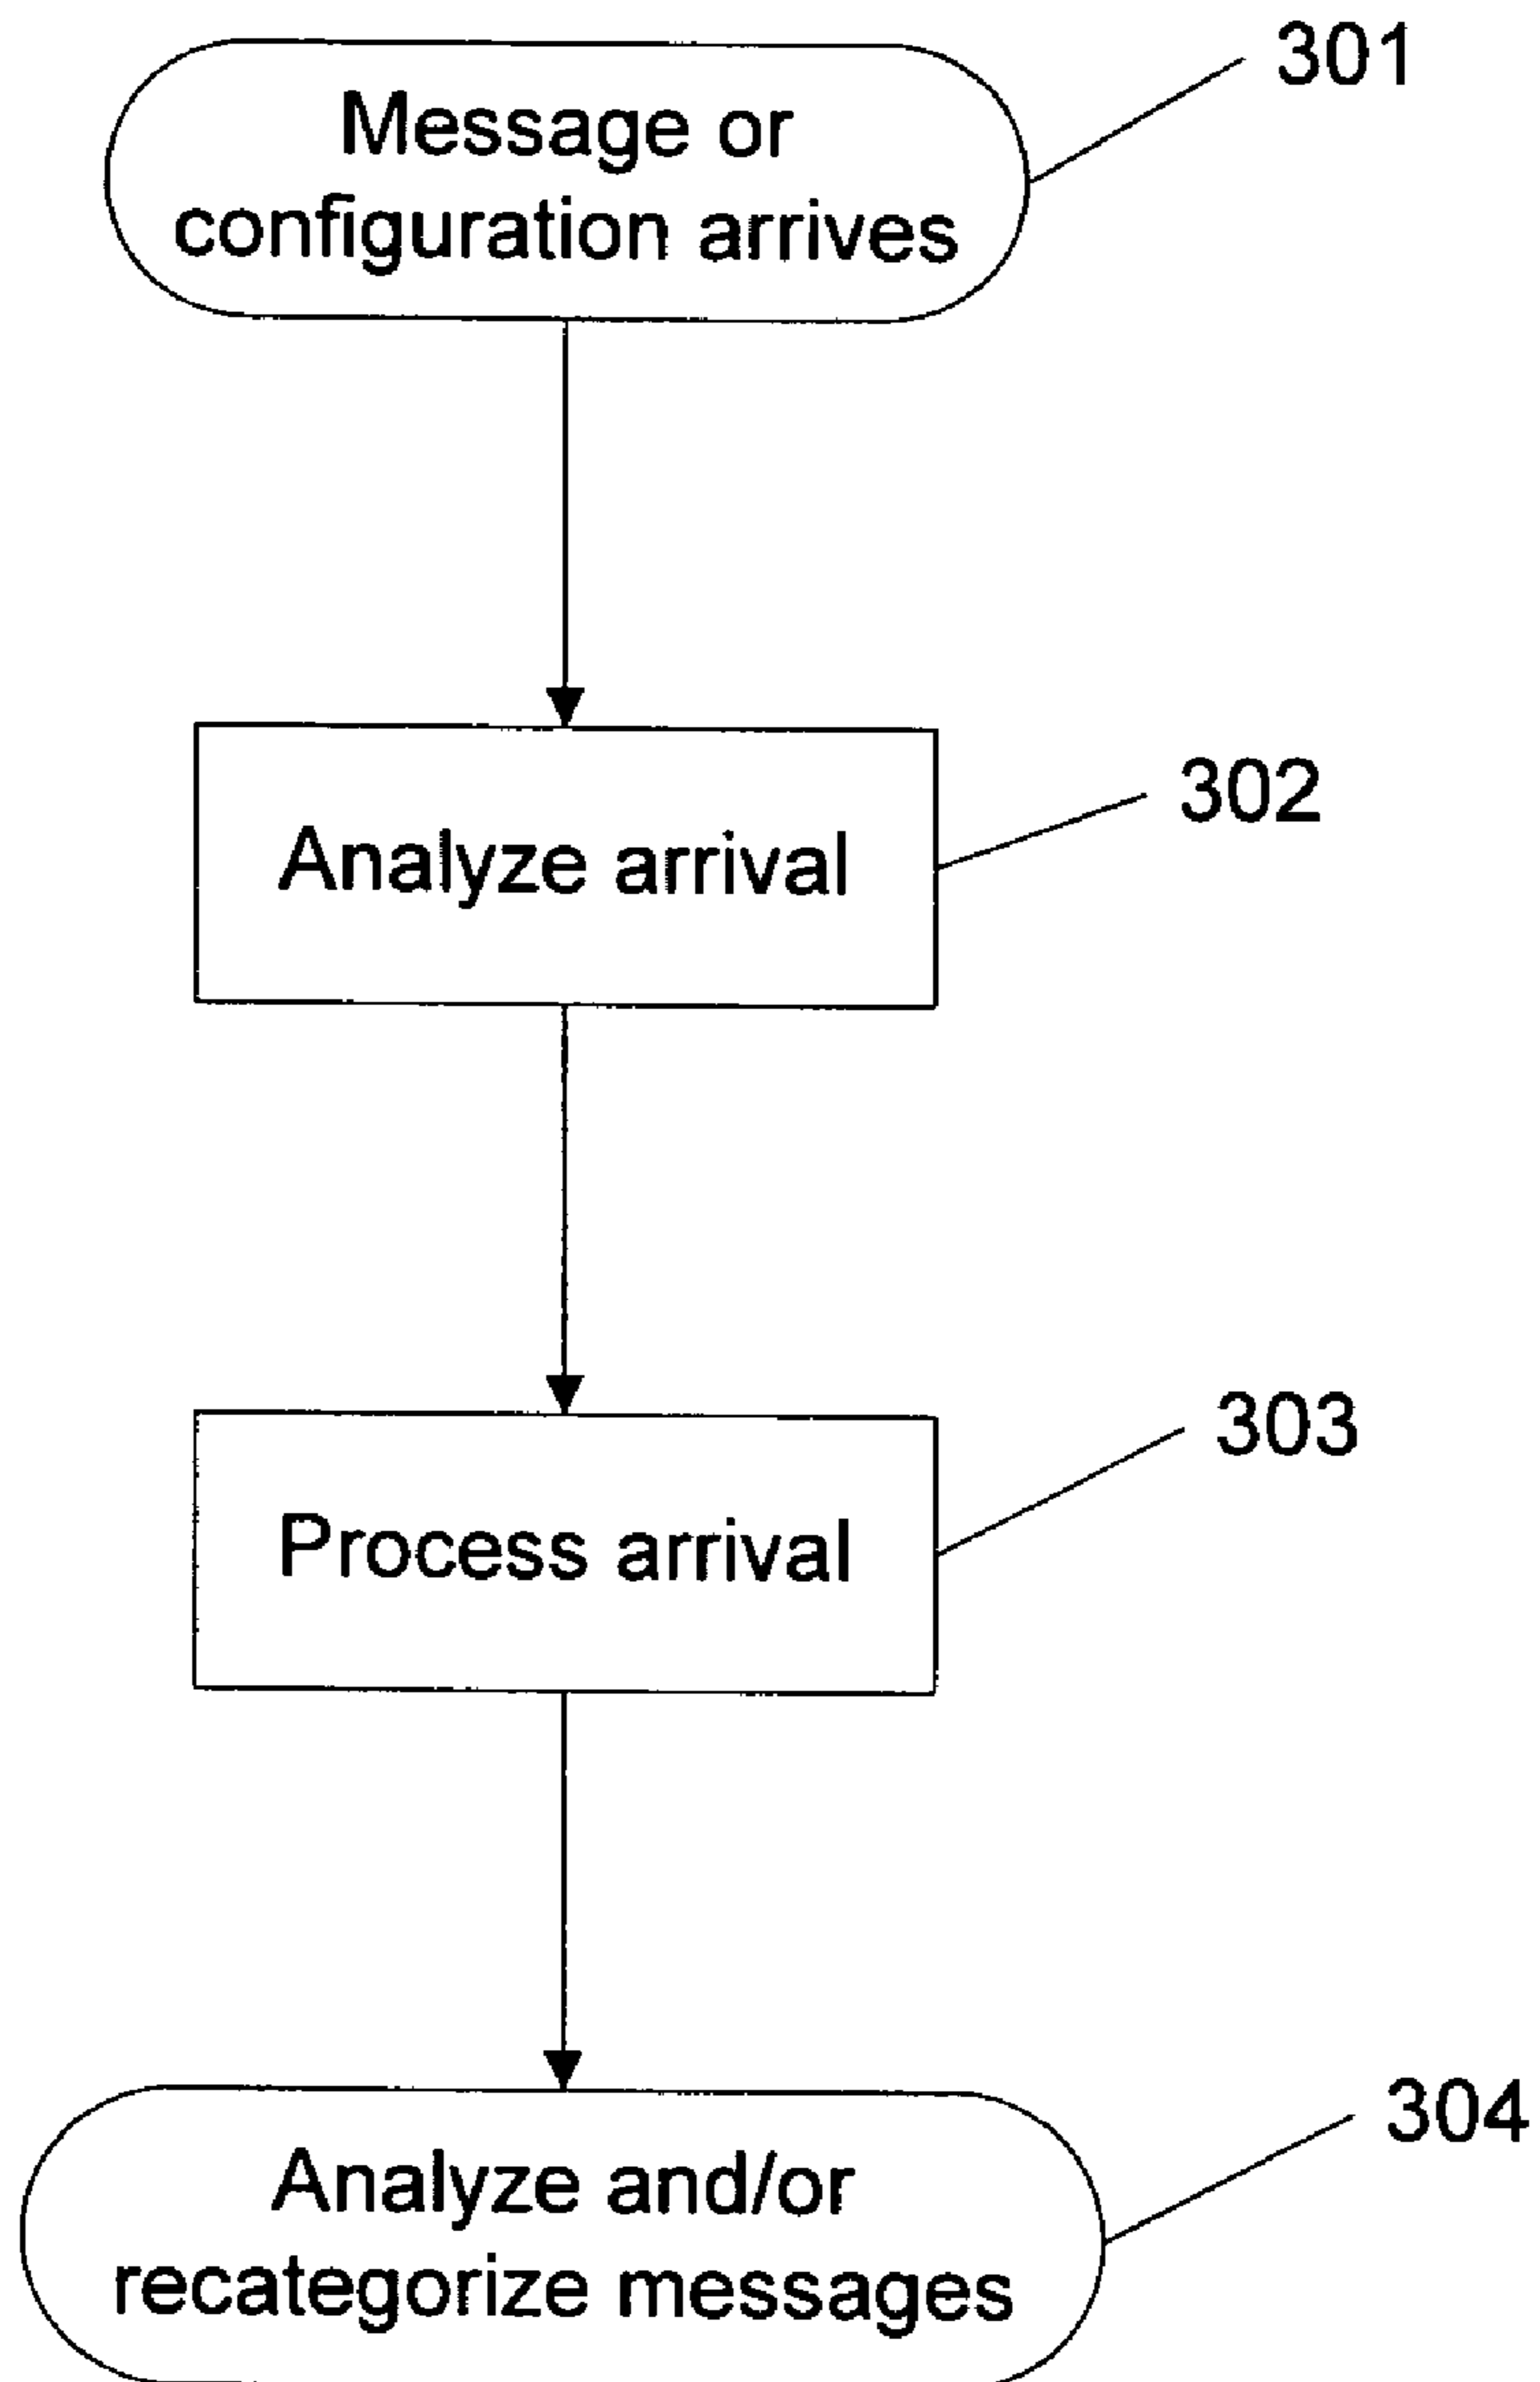 301
Message or
configuration arrives
302
Analyze arrival
303
Process arrival
304
Analyze and/or
recategorize messages